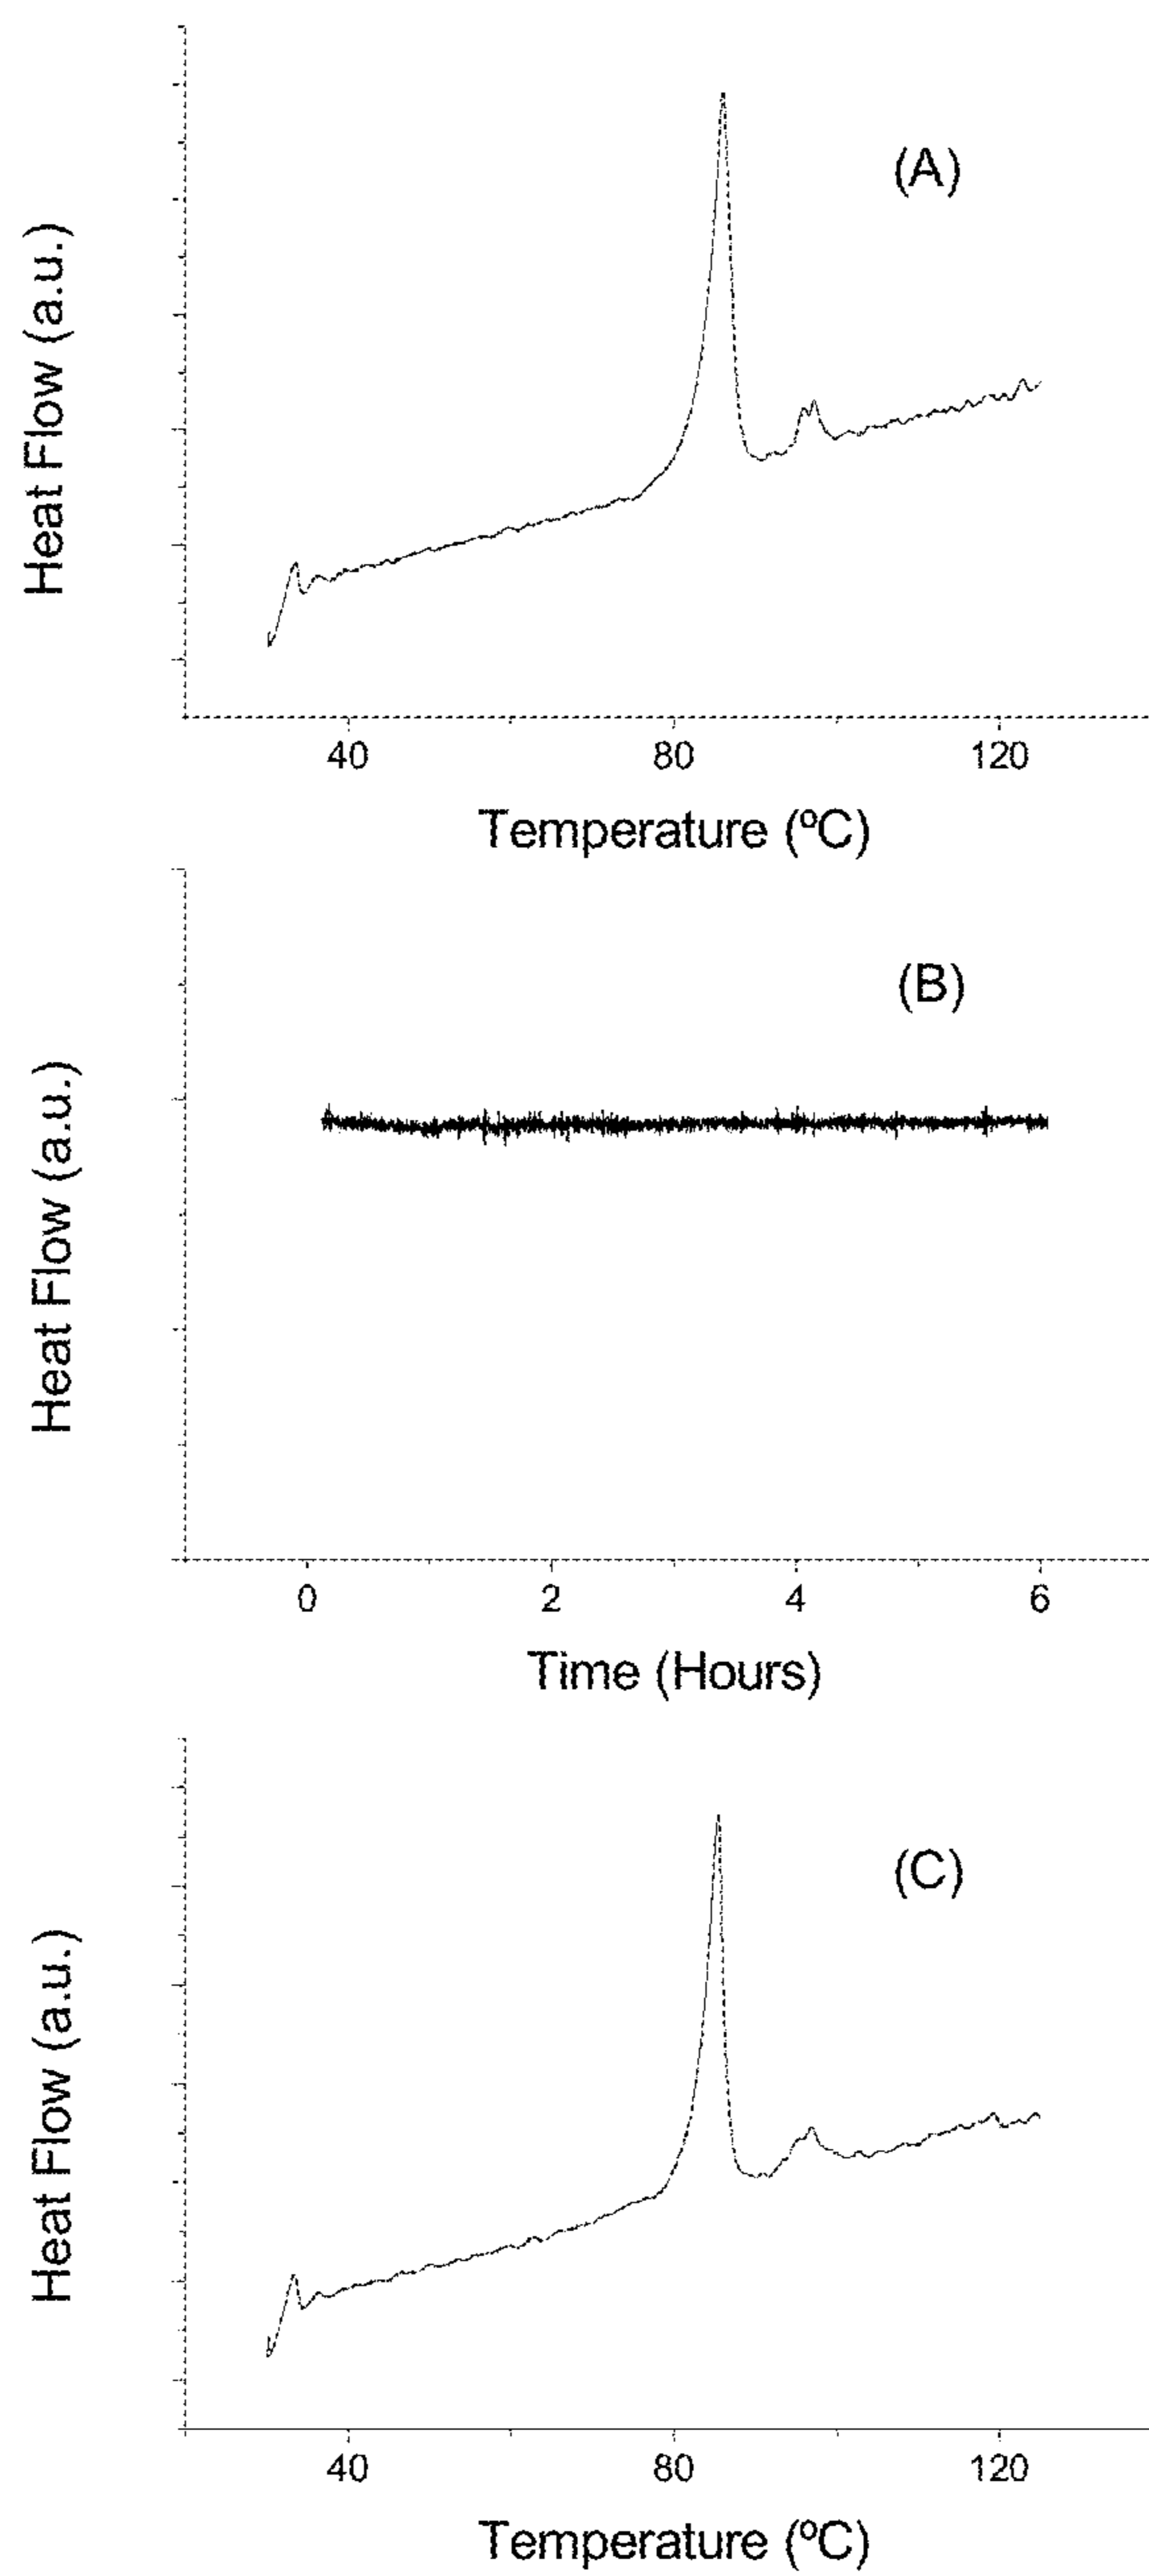 (A)
Heat Flow (a.u.)
40 80 120
Temperature (ºC)
(B)
Heat Flow (a.u.)
0 2 4 6
Time (Hours)
(C)
Heat Flow (a.u.)
40 80 120
Temperature (ºC)